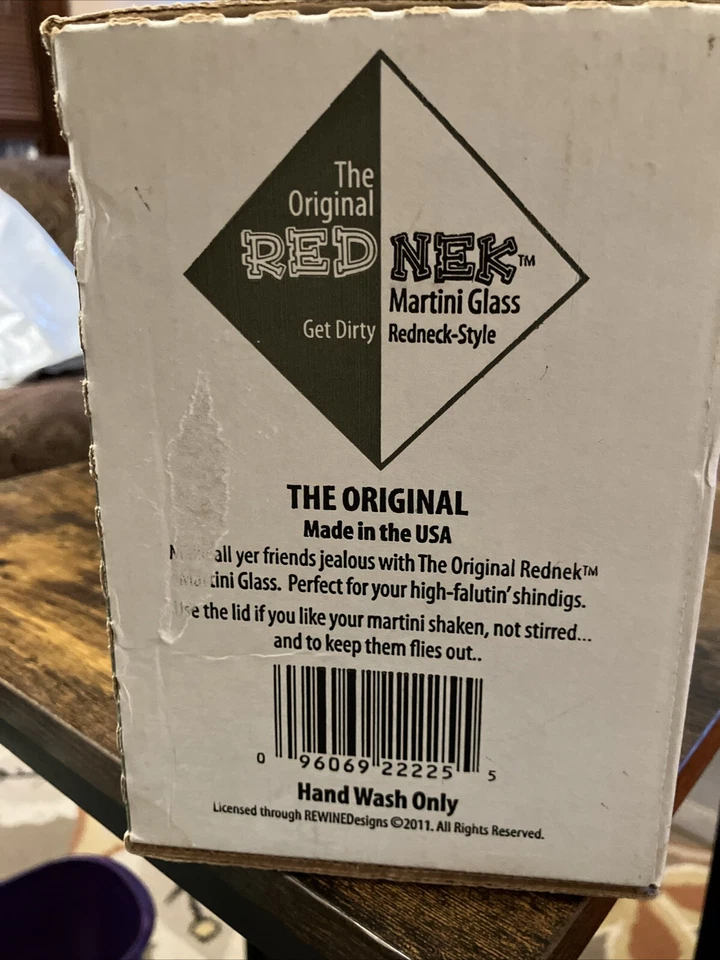 The
Original
REDNEK™
Martini Glass
Get Dirty Redneck-Style
THE ORIGINAL
Made in the USA
all yer friends jealous with The Original Rednek™
Martini Glass. Perfect for your high-falutin' shindigs.
Use the lid if you like your martini shaken, not stirred...
and to keep them flies out..
0 96069 22225 5
Hand Wash Only
Licensed through REWINEDesigns ©2011. All Rights Reserved.